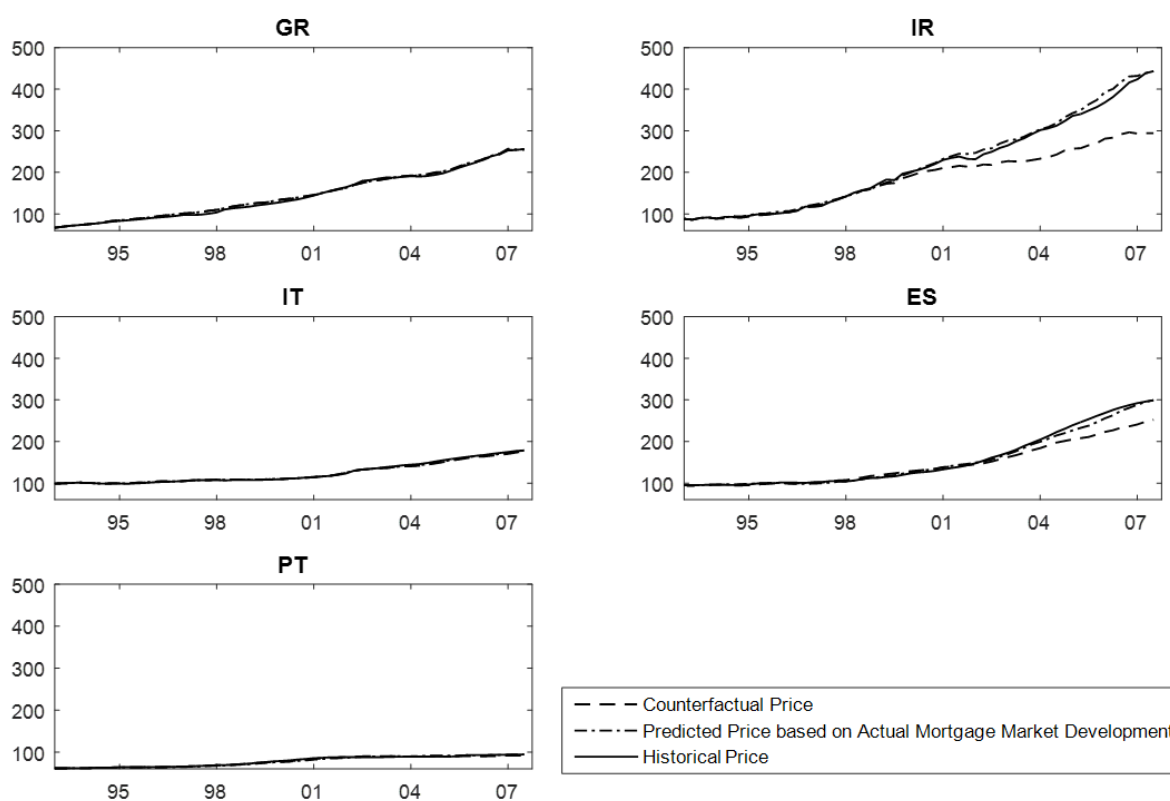 GR
500
400
300
200
100
95 98 01 04 07
IR
500
400
300
200
100
95 98 01 04 07
IT
500
400
300
200
100
95 98 01 04 07
ES
500
400
300
200
100
95 98 01 04 07
PT
500
400
300
200
100
95 98 01 04 07
Counterfactual Price
Predicted Price based on Actual Mortgage Market Development
Historical Price